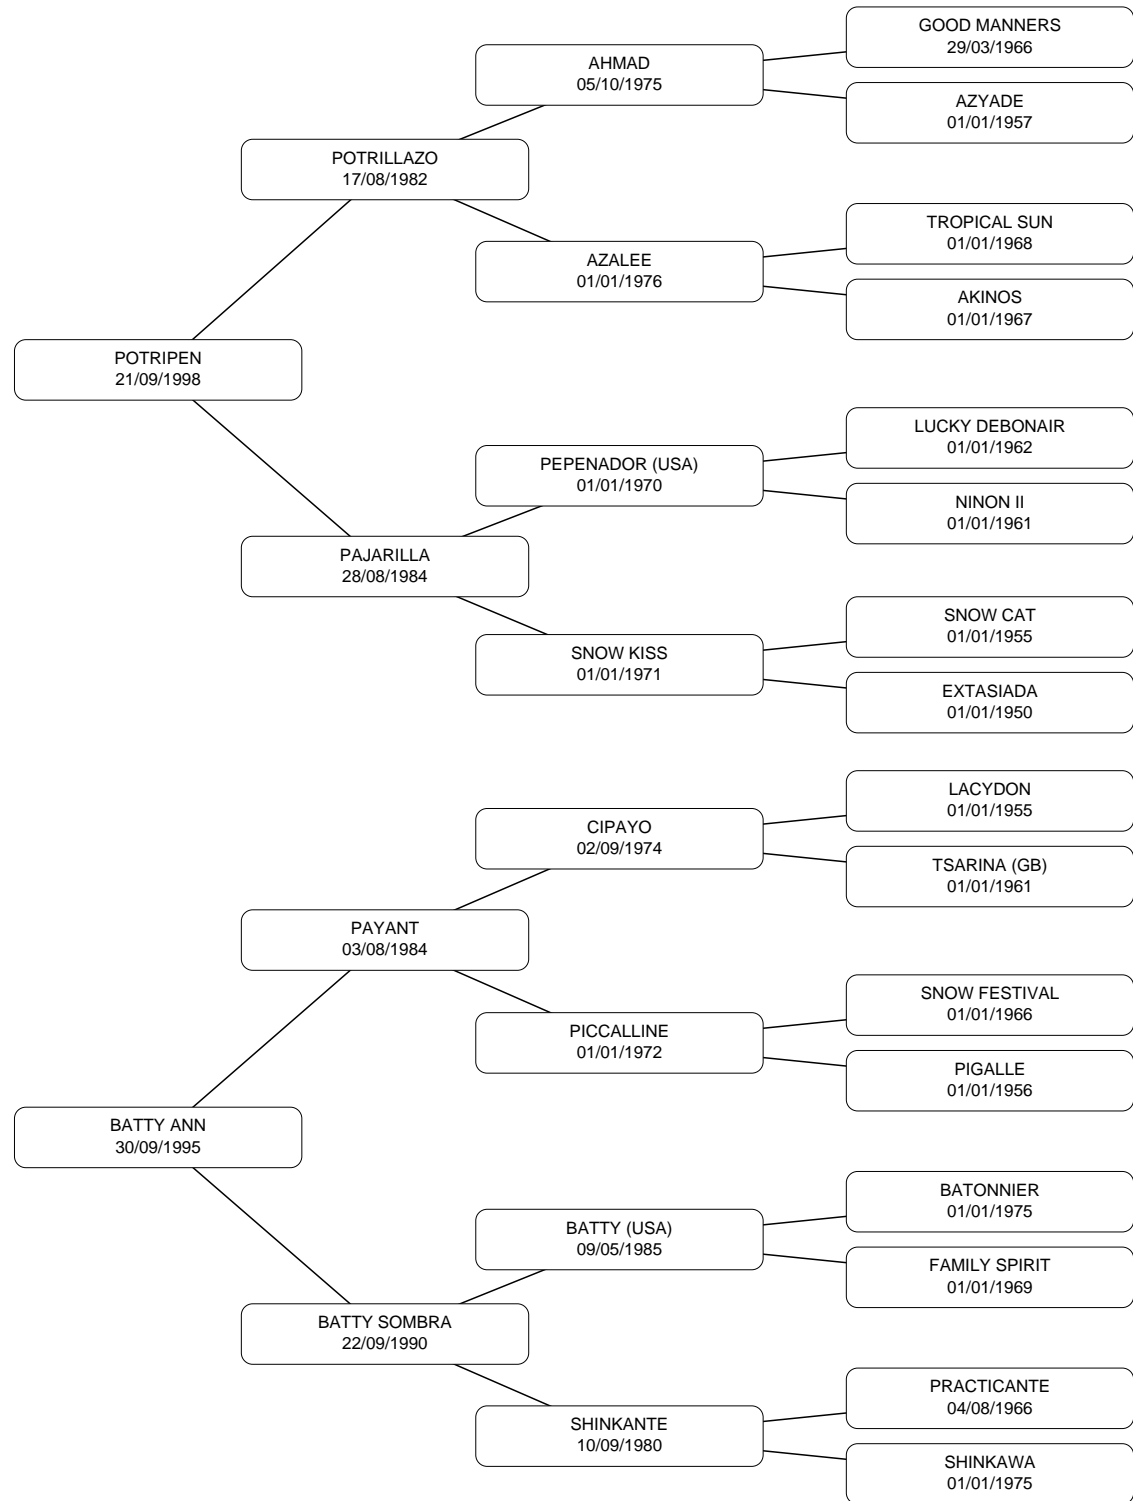 GOOD MANNERS
29/03/1966
AHMAD
05/10/1975
AZYADE
01/01/1957
POTRILLAZO
17/08/1982
TROPICAL SUN
01/01/1968
AZALEE
01/01/1976
AKINOS
01/01/1967
POTRIPEN
21/09/1998
LUCKY DEBONAIR
01/01/1962
PEPENADOR (USA)
01/01/1970
NINON II
01/01/1961
PAJARILLA
28/08/1984
SNOW CAT
01/01/1955
SNOW KISS
01/01/1971
EXTASIADA
01/01/1950
LACYDON
01/01/1955
CIPAYO
02/09/1974
TSARINA (GB)
01/01/1961
PAYANT
03/08/1984
SNOW FESTIVAL
01/01/1966
PICCALLINE
01/01/1972
PIGALLE
01/01/1956
BATTY ANN
30/09/1995
BATONNIER
01/01/1975
BATTY (USA)
09/05/1985
FAMILY SPIRIT
01/01/1969
BATTY SOMBRA
22/09/1990
PRACTICANTE
04/08/1966
SHINKANTE
10/09/1980
SHINKAWA
01/01/1975